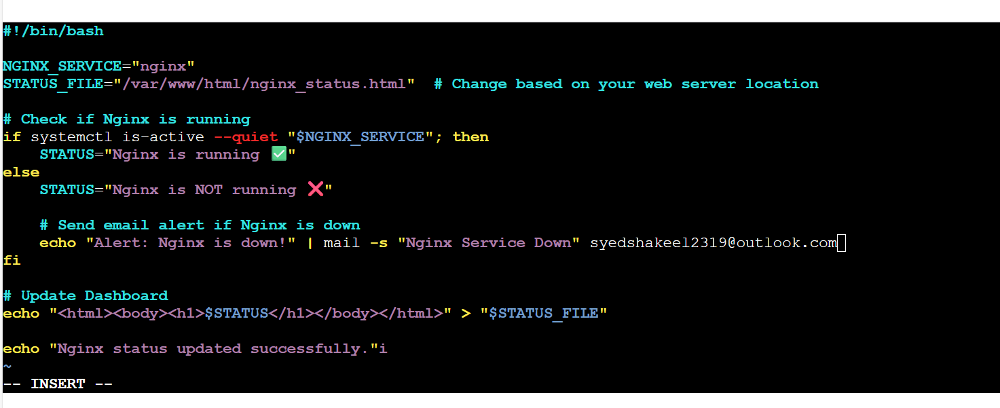 #!/bin/bash
NGINX_SERVICE="nginx"
STATUS_FILE="/var/www/html/nginx_status.html"  # Change based on your web server location
# Check if Nginx is running
if systemctl is-active --quiet "$NGINX_SERVICE"; then
    STATUS="Nginx is running ✅"
else
    STATUS="Nginx is NOT running ❌"
    # Send email alert if Nginx is down
    echo "Alert: Nginx is down!" | mail -s "Nginx Service Down" syedshakeel2319@outlook.com
fi
# Update Dashboard
echo "<html><body><h1>$STATUS</h1></body></html>" > "$STATUS_FILE"
echo "Nginx status updated successfully."i
~
-- INSERT --